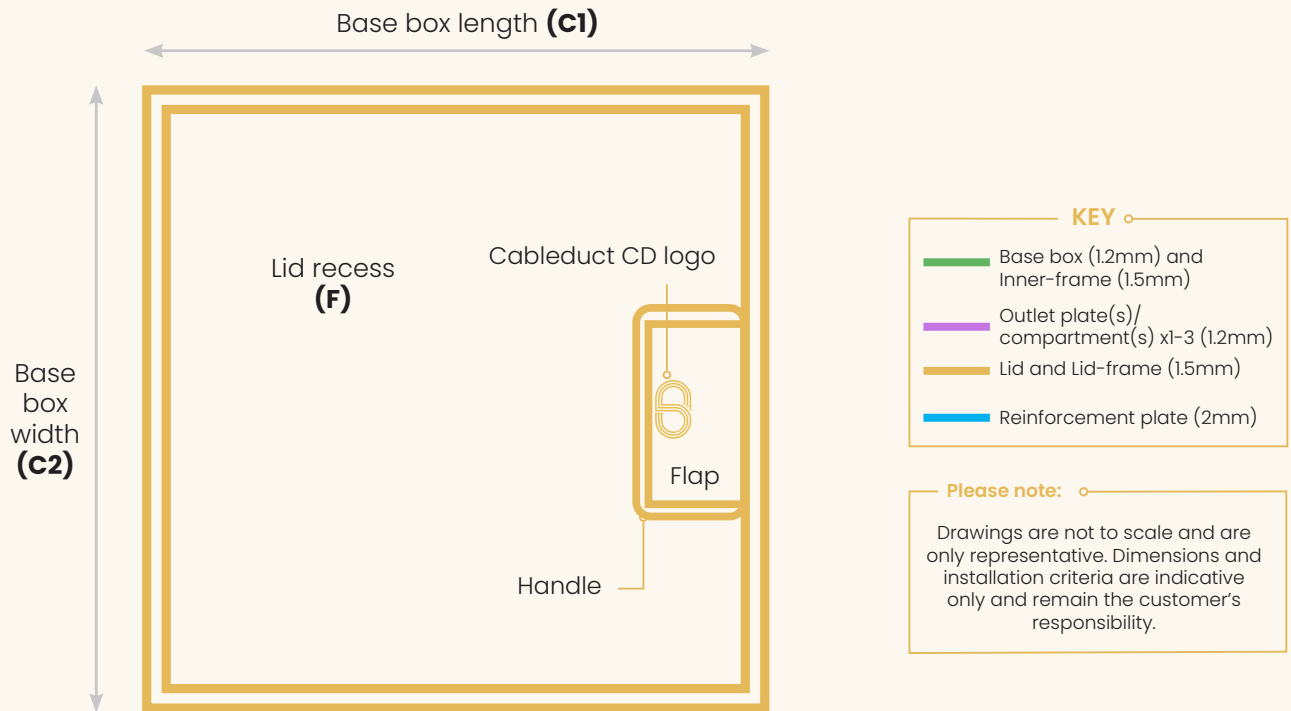 Base box length (C1)
Lid recess
(F)
Cableduct CD logo
Base
box
width
(C2)
Flap
Handle
KEY
Base box (1.2mm) and
Inner-frame (1.5mm)
Outlet plate(s)/
compartment(s) x1-3 (1.2mm)
Lid and Lid-frame (1.5mm)
Reinforcement plate (2mm)
Please note:
Drawings are not to scale and are
only representative. Dimensions and
installation criteria are indicative
only and remain the customer’s
responsibility.